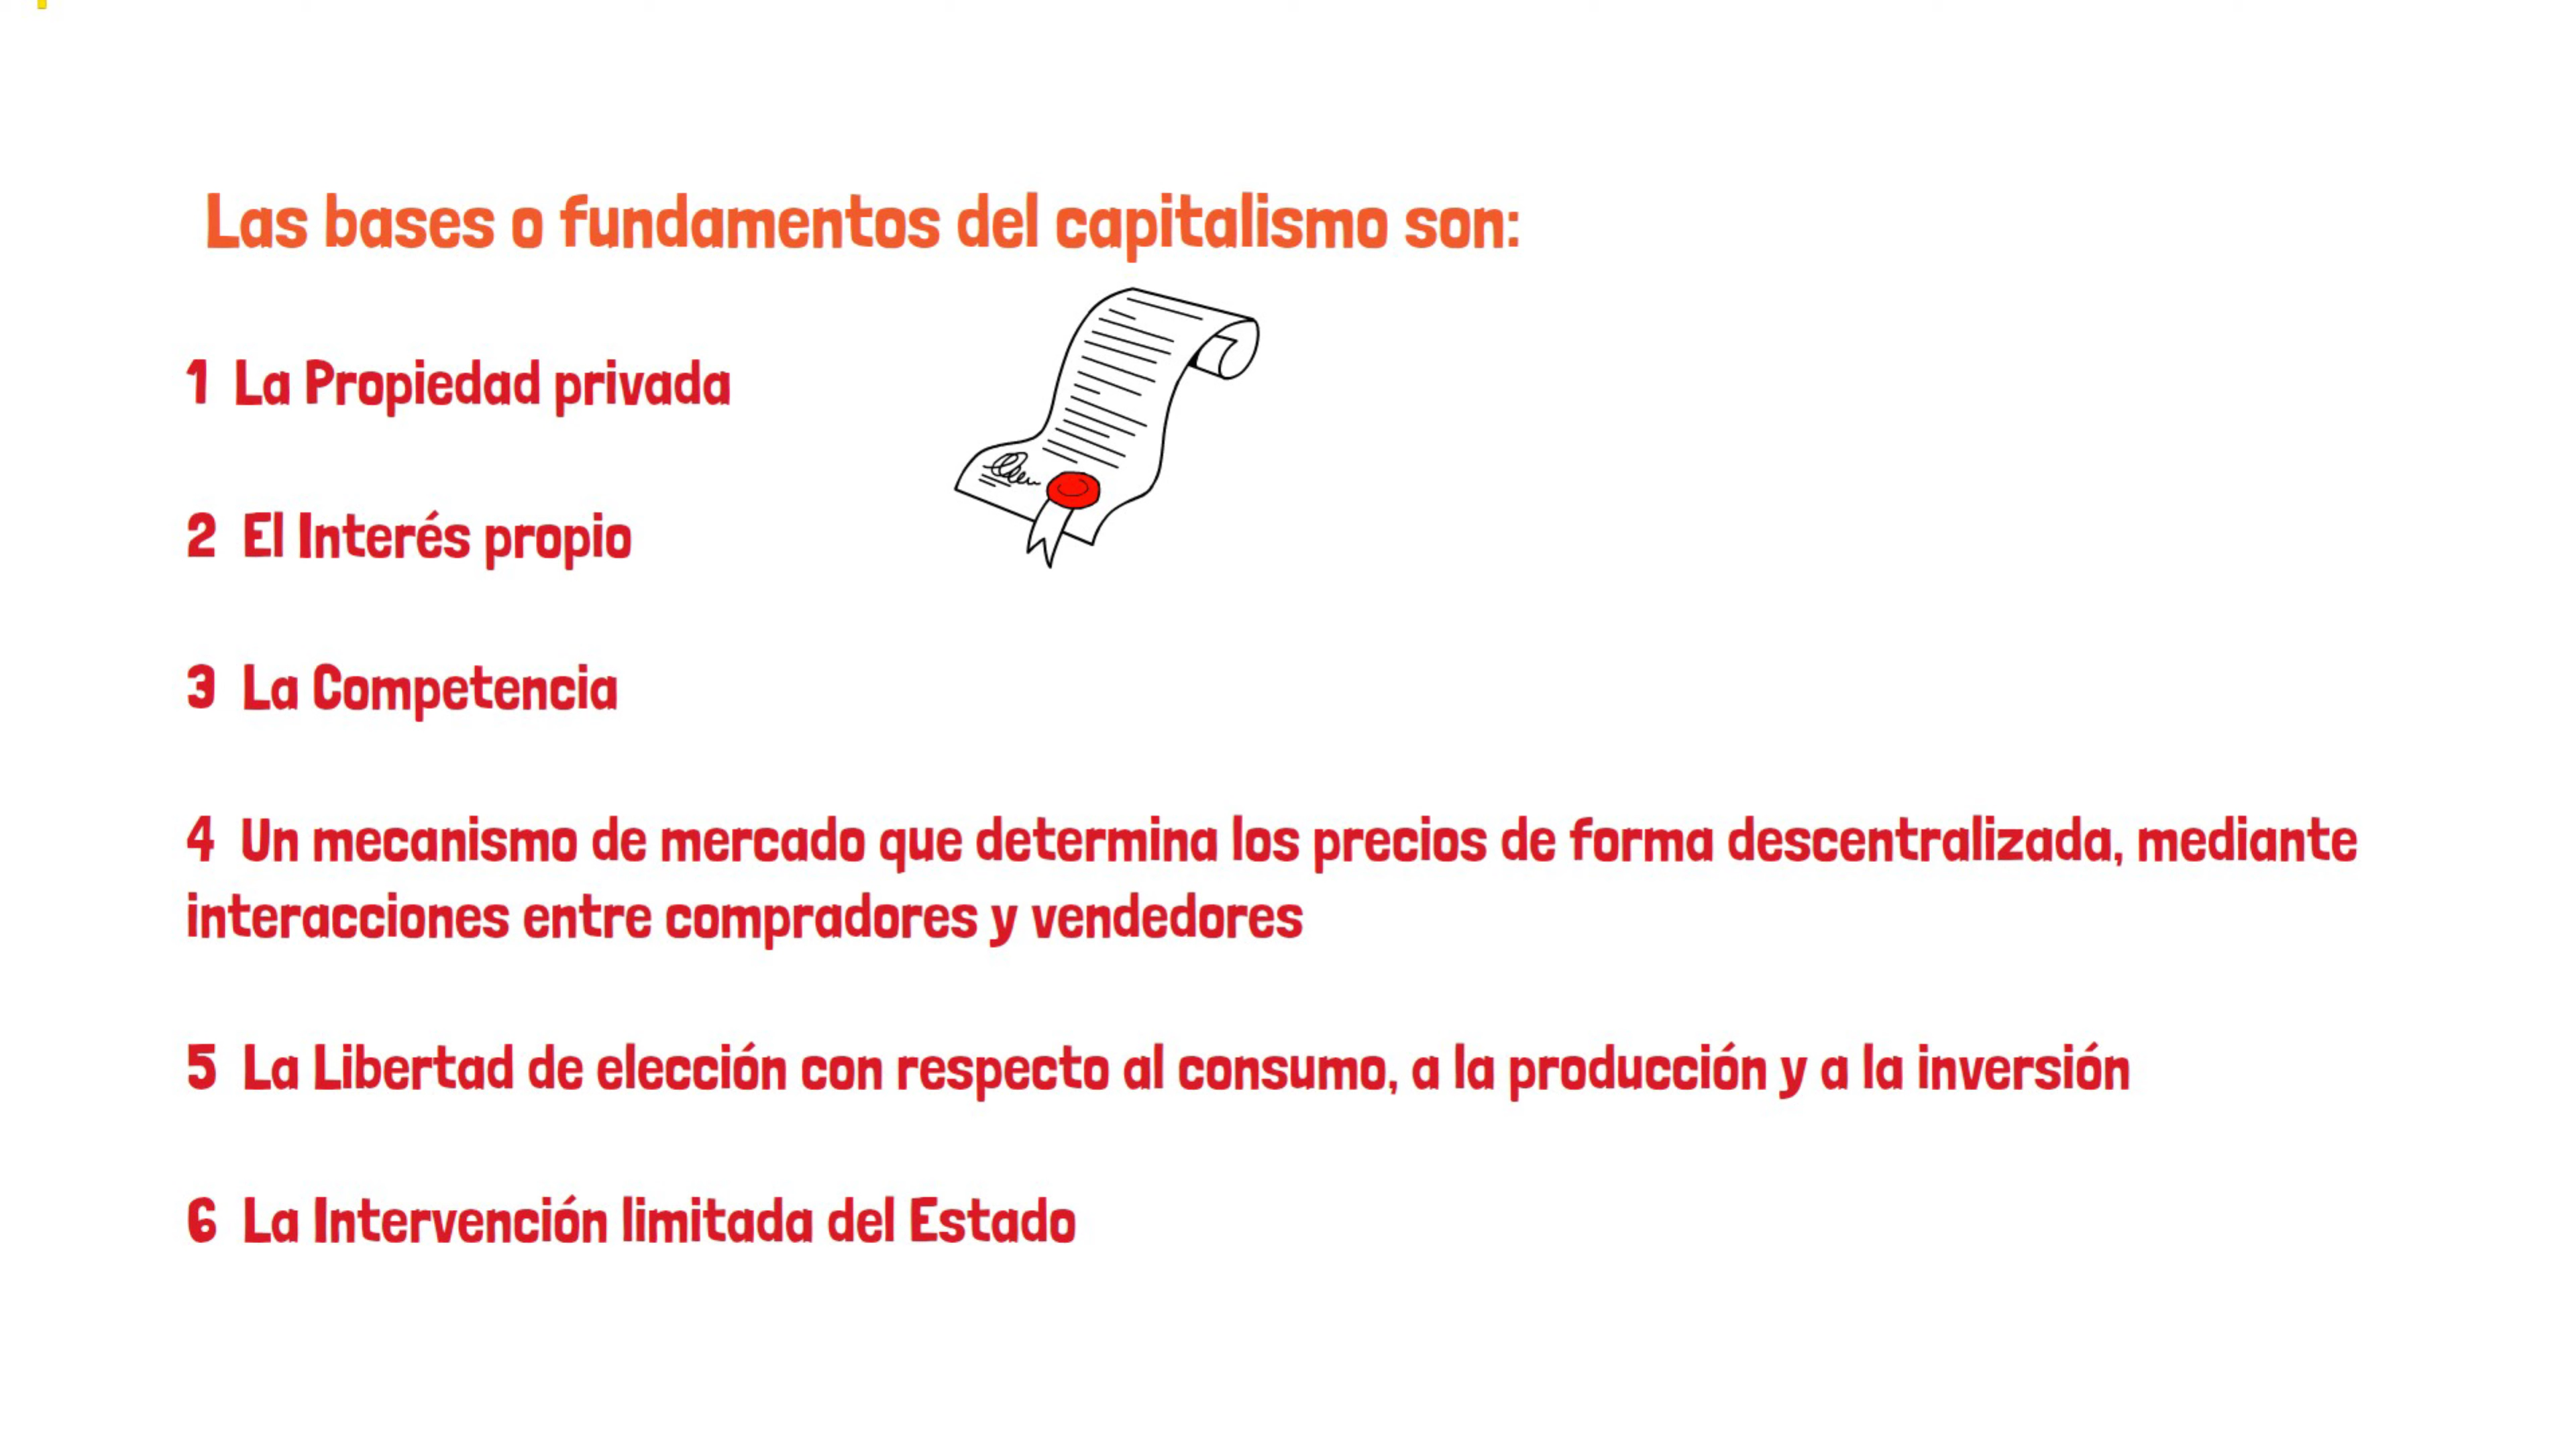 Las bases o fundamentos del capitalismo son:
1 La Propiedad privada
2 El Interés propio
3 La Competencia
4 Un mecanismo de mercado que determina los precios de forma descentralizada, mediante
interacciones entre compradores y vendedores
5 La Libertad de elección con respecto al consumo, a la producción y a la inversión
6 La Intervención limitada del Estado